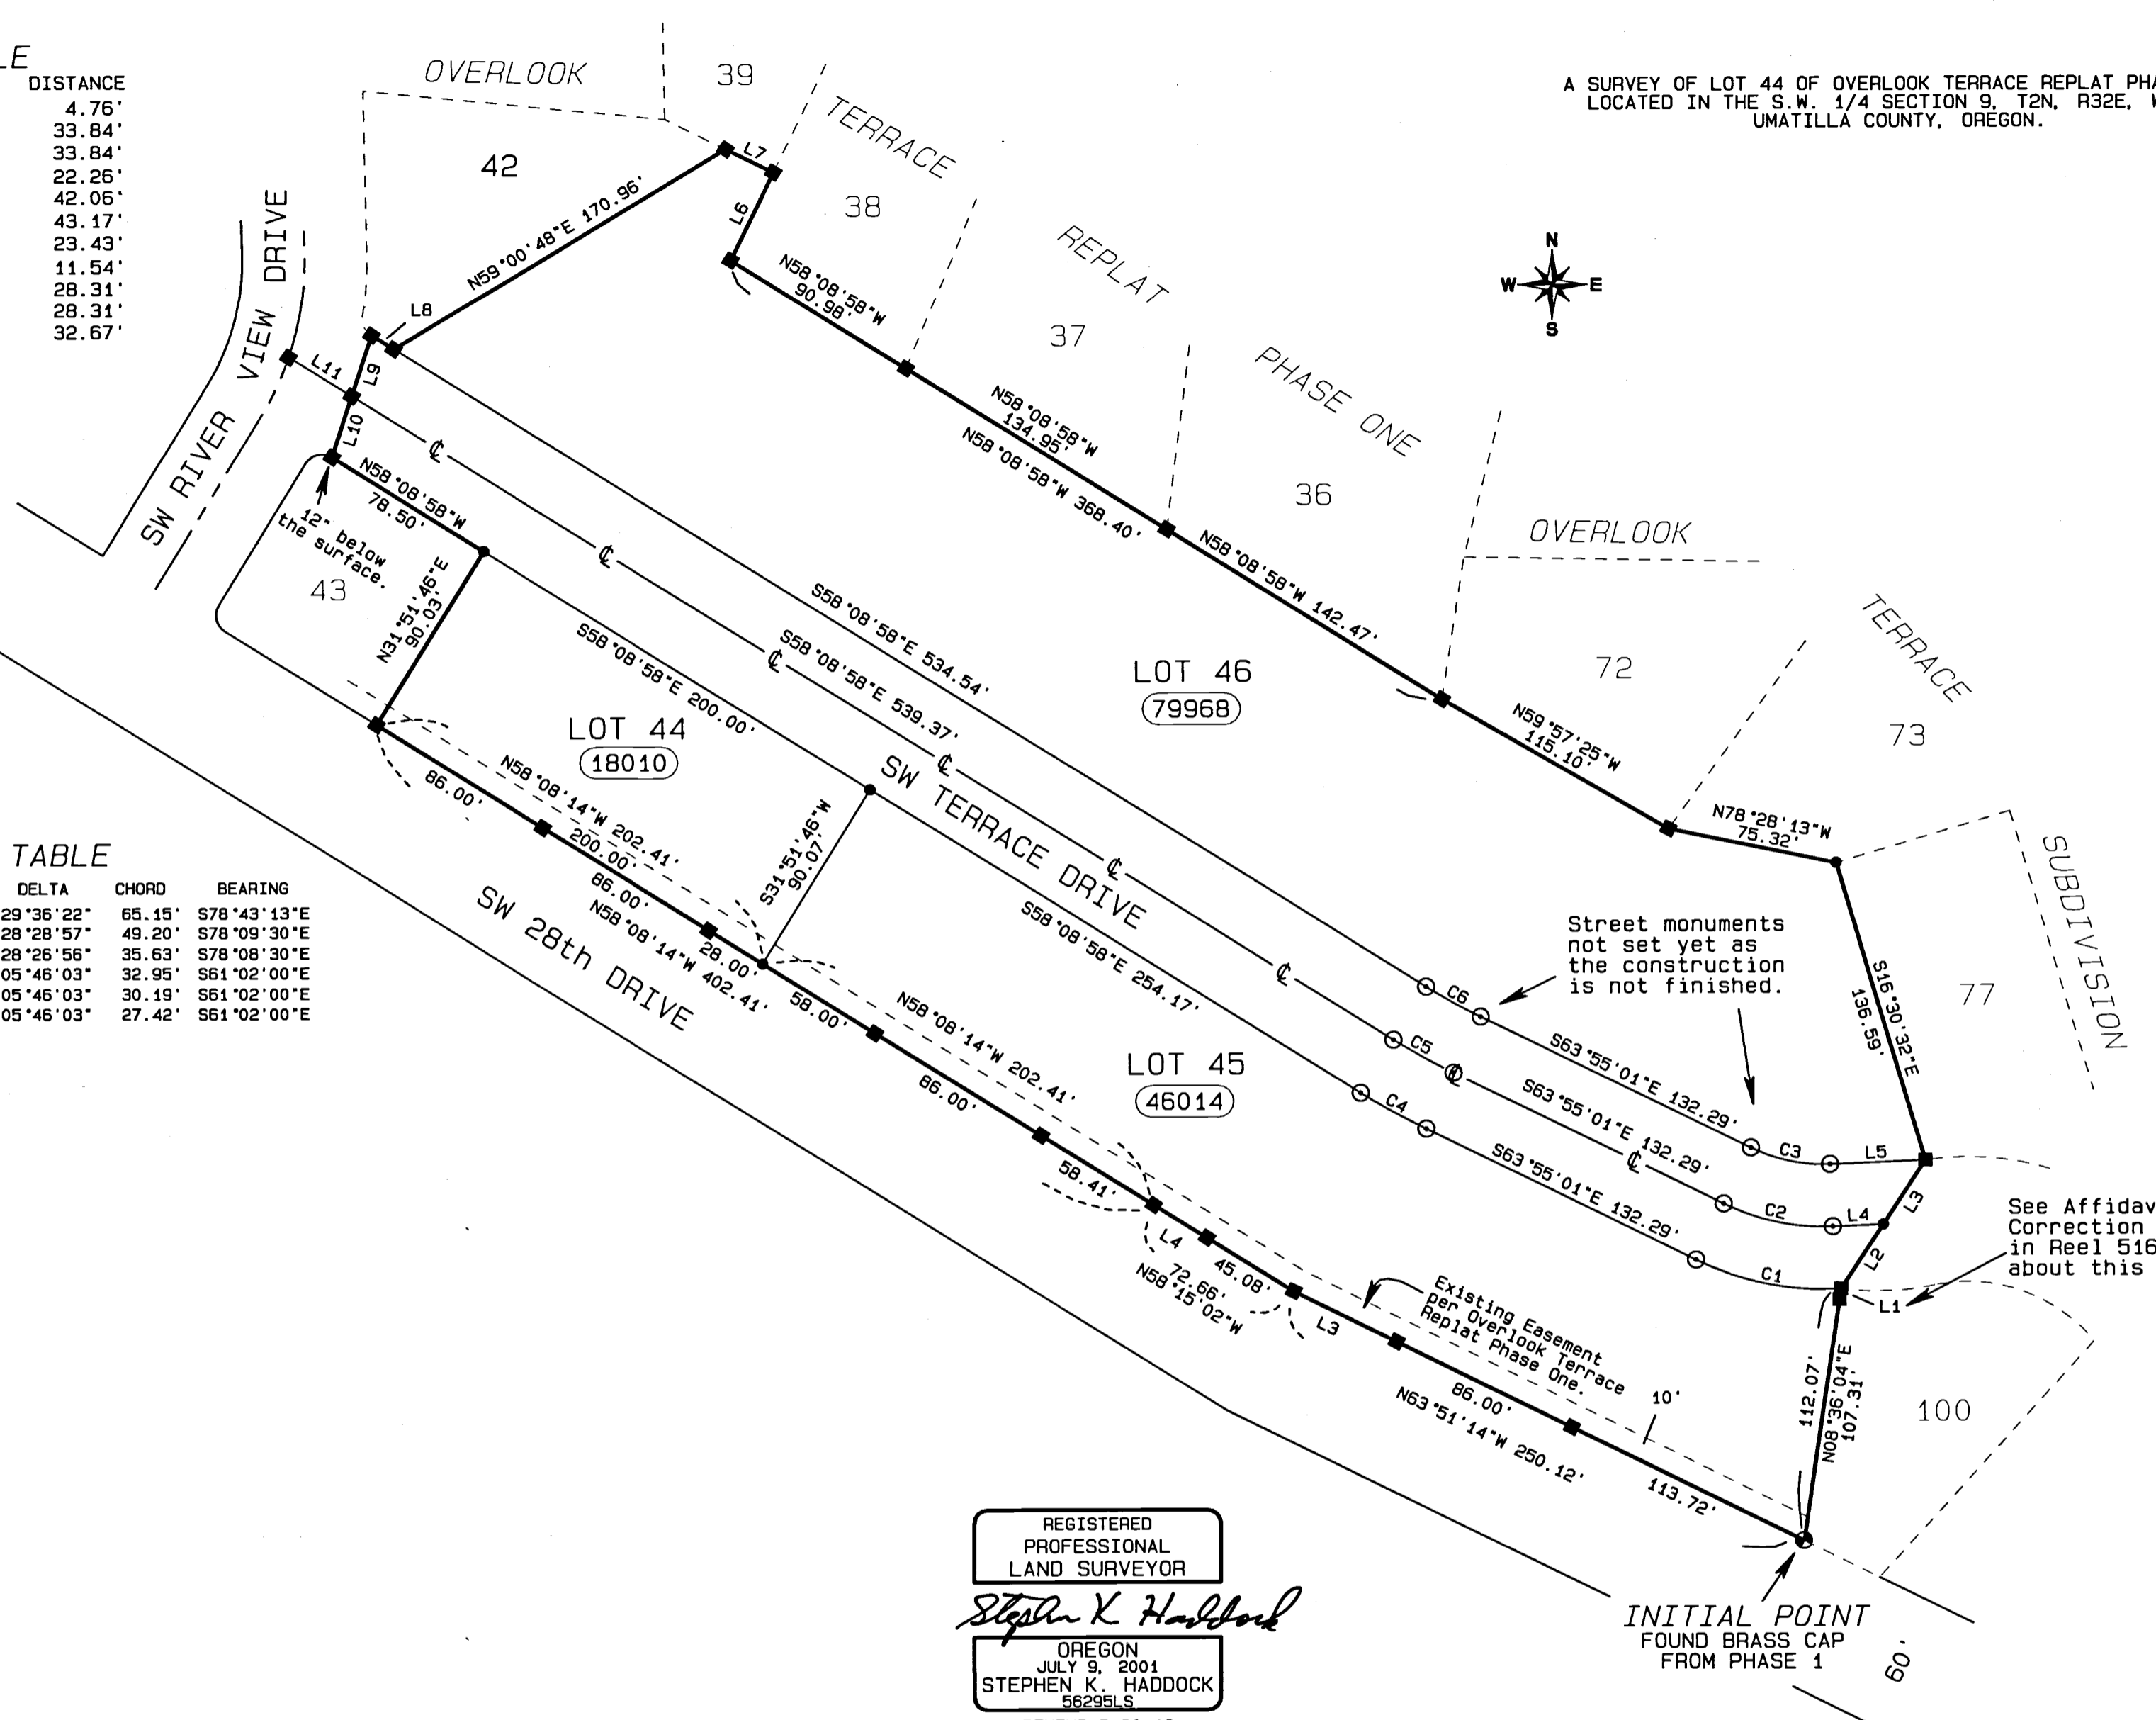 LE
DISTANCE
4.76'
33.84'
33.84'
22.26'
42.06'
43.17'
23.43'
11.54'
28.31'
28.31'
32.67'
A SURVEY OF LOT 44 OF OVERLOOK TERRACE REPLAT PHA
LOCATED IN THE S.W. 1/4 SECTION 9, T2N, R32E, W
UMATILLA COUNTY, OREGON.
OVERLOOK
39
TERRACE
42
38
REPLAT
37
PHASE ONE
36
N
W E
S
L7
L6
N59°00'48"E 170.96'
L8
L11
L9
L10
SW RIVER VIEW DRIVE
N58°08'58"W
90.98'
N58°08'58"W
134.95'
N58°08'58"W 368.40'
N58°08'58"W 142.47'
OVERLOOK
TERRACE
SUBDIVISION
72
73
77
N59°57'25"W
115.10'
N78°28'13"W
75.32'
S16°30'32"E
136.59'
N58°08'58"W
78.50'
12" below
the surface.
43
N31°51'46"E
90.03'
S58°08'58"E 534.54'
S58°08'58"E 539.37'
S58°08'58"E 200.00'
LOT 46
79968
LOT 44
18010
86.00'
N58°08'14"W 202.41'
200.00'
86.00'
28.00'
N58°08'14"W 402.41'
S31°51'46"W
90.07'
SW TERRACE DRIVE
SW 28th DRIVE
S58°08'58"E 254.17'
58.00'
N58°08'14"W 202.41'
86.00'
58.41'
LOT 45
46014
Street monuments
not set yet as
the construction
is not finished.
C6
C5
C4
S63°55'01"E 132.29'
S63°55'01"E 132.29'
S63°55'01"E 132.29'
C3
L5
C2
L4
C1
L3
L2
L1
See Affidav
Correction
in Reel 516
about this
TABLE
DELTA CHORD BEARING
29°36'22" 65.15' S78°43'13"E
28°28'57" 49.20' S78°09'30"E
28°26'56" 35.63' S78°08'30"E
05°46'03" 32.95' S61°02'00"E
05°46'03" 30.19' S61°02'00"E
05°46'03" 27.42' S61°02'00"E
L4
45.08'
72.66'
N58°15'02"W
L3
Existing Easement
per Overlook Terrace
Replat Phase One.
10'
86.00'
N63°51'14"W 250.12'
113.72'
112.07'
N08°36'04"E
107.31'
100
INITIAL POINT
FOUND BRASS CAP
FROM PHASE 1
60'
REGISTERED
PROFESSIONAL
LAND SURVEYOR
Stephen K Haddock
OREGON
JULY 9, 2001
STEPHEN K. HADDOCK
56295LS